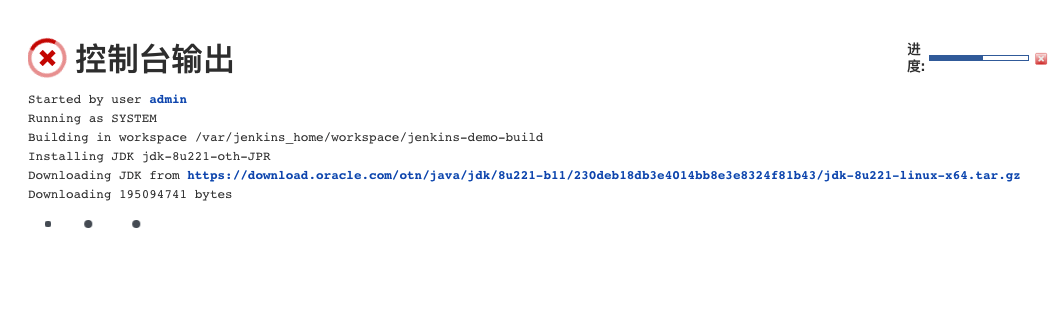 控制台输出
进
度:
Started by user admin
Running as SYSTEM
Building in workspace /var/jenkins_home/workspace/jenkins-demo-build
Installing JDK jdk-8u221-oth-JPR
Downloading JDK from https://download.oracle.com/otn/java/jdk/8u221-b11/230deb18db3e4014bb8e3e8324f81b43/jdk-8u221-linux-x64.tar.gz
Downloading 195094741 bytes